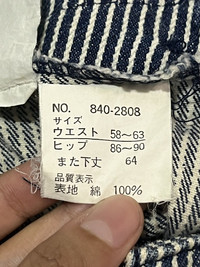 NO. 840-2808
サイズ
ウエスト 58〜63
ヒップ 86〜90
また下丈 64
品質表示
表地 綿 100%